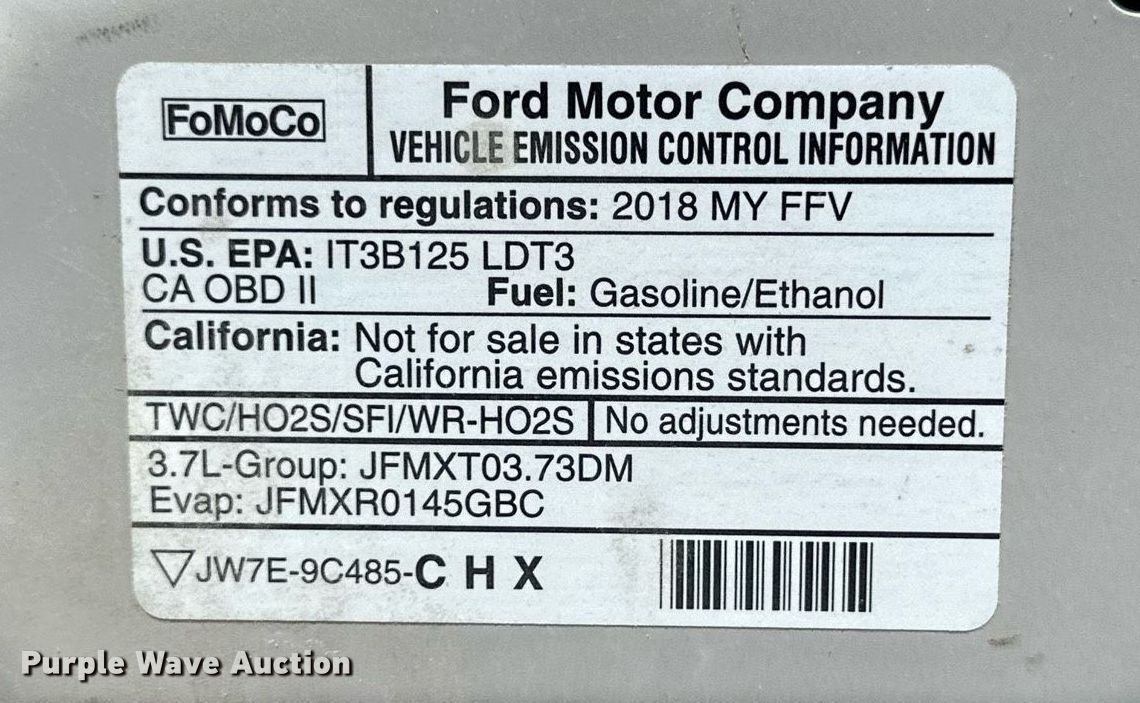 FoMoCo
Ford Motor Company
VEHICLE EMISSION CONTROL INFORMATION
Conforms to regulations: 2018 MY FFV
U.S. EPA: IT3B125 LDT3
CA OBD II Fuel: Gasoline/Ethanol
California: Not for sale in states with
California emissions standards.
TWC/HO2S/SFI/WR-HO2S No adjustments needed.
3.7L-Group: JFMXT03.73DM
Evap: JFMXR0145GBC
JW7E-9C485-C H X
Purple Wave Auction